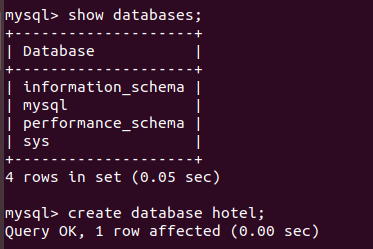 mysql> show databases;
+--------------------+
| Database           |
+--------------------+
| information_schema |
| mysql              |
| performance_schema |
| sys                |
+--------------------+
4 rows in set (0.05 sec)

mysql> create database hotel;
Query OK, 1 row affected (0.00 sec)